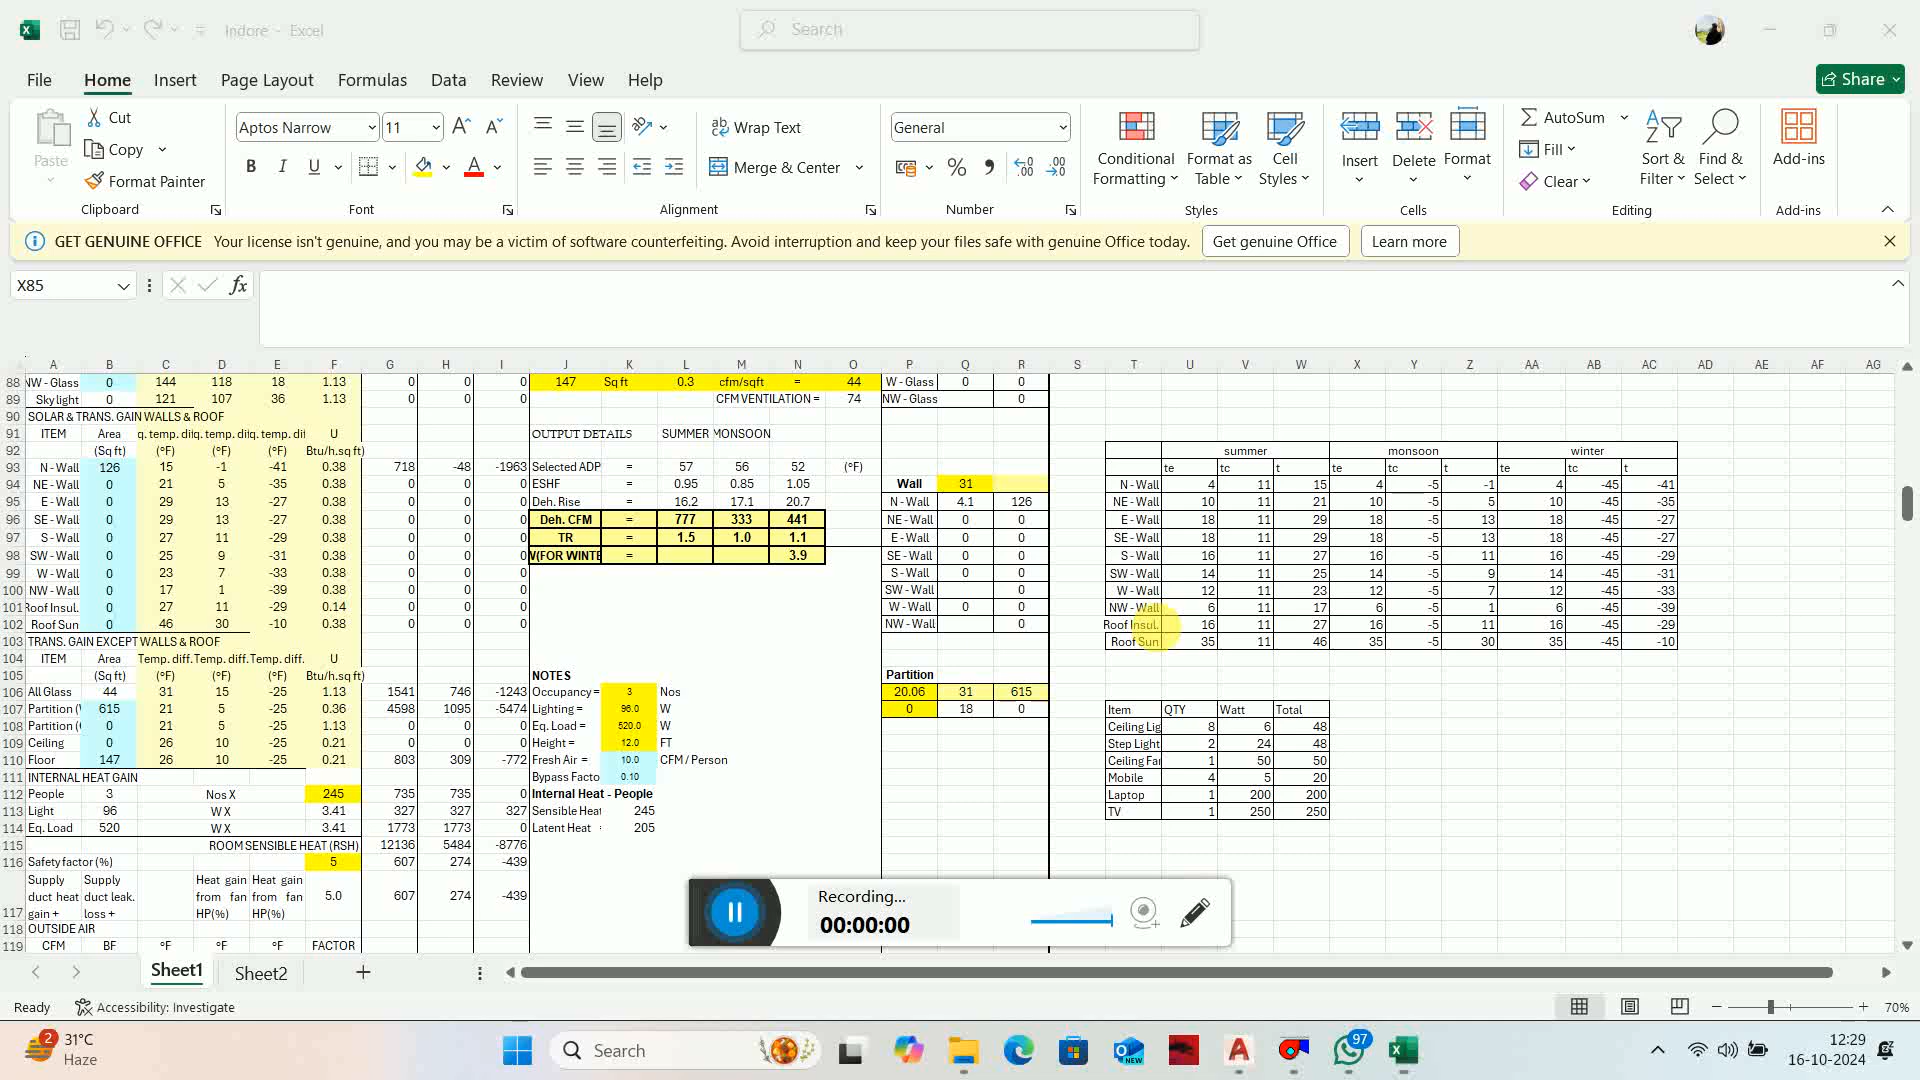 Indore - Excel
Search
File Home Insert Page Layout Formulas Data Review View Help
Share
Paste
Cut
Copy
Format Painter
Clipboard
Aptos Narrow 11
B I U
Font
Wrap Text
Merge & Center
Alignment
General
Number
Conditional Formatting
Format as Table
Cell Styles
Styles
Insert Delete Format
Cells
AutoSum
Fill
Clear
Sort & Filter
Find & Select
Editing
Add-ins
Add-ins
GET GENUINE OFFICE Your license isn't genuine, and you may be a victim of software counterfeiting. Avoid interruption and keep your files safe with genuine Office today. Get genuine Office Learn more
X85 fx
A B C D E F G H I J K L M N O P Q R S T U V W X Y Z AA AB AC AD AE AF AG
88 NW - Glass 0 144 118 18 1.13 0 0 0 147 Sq ft 0.3 cfm/sqft = 44 W - Glass 0 0
89 Sky light 0 121 107 36 1.13 0 0 0 CFM VENTILATION = 74 NW - Glass 0
90 SOLAR & TRANS. GAIN WALLS & ROOF
91 ITEM Area q. temp. dif q. temp. dif q. temp. dif U OUTPUT DETAILS SUMMER MONSOON
92 (Sq ft) (°F) (°F) (°F) Btu/h.sq ft) summer monsoon winter
93 N - Wall 126 15 -1 -41 0.38 718 -48 -1963 Selected ADP = 57 56 52 (°F) te tc t te tc t te tc t
94 NE - Wall 0 21 5 -35 0.38 0 0 0 ESHF = 0.95 0.85 1.05 Wall 31 N - Wall 4 11 15 4 -5 -1 4 -45 -41
95 E - Wall 0 29 13 -27 0.38 0 0 0 Deh. Rise = 16.2 17.1 20.7 N - Wall 4.1 126 NE - Wall 10 11 21 10 -5 5 10 -45 -35
96 SE - Wall 0 29 13 -27 0.38 0 0 0 Deh. CFM = 777 333 441 NE - Wall 0 0 E - Wall 18 11 29 18 -5 13 18 -45 -27
97 S - Wall 0 27 11 -29 0.38 0 0 0 TR = 1.5 1.0 1.1 E - Wall 0 0 SE - Wall 18 11 29 18 -5 13 18 -45 -27
98 SW - Wall 0 25 9 -31 0.38 0 0 0 W(FOR WINTE = 3.9 SE - Wall 0 0 S - Wall 16 11 27 16 -5 11 16 -45 -29
99 W - Wall 0 23 7 -33 0.38 0 0 0 S - Wall 0 0 SW - Wall 14 11 25 14 -5 9 14 -45 -31
100 NW - Wall 0 17 1 -39 0.38 0 0 0 SW - Wall 0 W - Wall 12 11 23 12 -5 7 12 -45 -33
101 Roof Insul. 0 27 11 -29 0.14 0 0 0 W - Wall 0 0 NW - Wall 6 11 17 6 -5 1 6 -45 -39
102 Roof Sun 0 46 30 -10 0.38 0 0 0 NW - Wall 0 Roof Insul. 16 11 27 16 -5 11 16 -45 -29
103 TRANS. GAIN EXCEPT WALLS & ROOF Roof Sun 35 11 46 35 -5 30 35 -45 -10
104 ITEM Area Temp. diff. Temp. diff. Temp. diff. U
105 (Sq ft) (°F) (°F) (°F) Btu/h.sq ft) NOTES Partition
106 All Glass 44 31 15 -25 1.13 1541 746 -1243 Occupancy = 3 Nos 20.06 31 615
107 Partition ( 615 21 5 -25 0.36 4598 1095 -5474 Lighting = 96.0 W 0 18 0 Item QTY Watt Total
108 Partition ( 0 21 5 -25 1.13 0 0 0 Eq. Load = 520.0 W Ceiling Lig 8 6 48
109 Ceiling 0 26 10 -25 0.21 0 0 0 Height = 12.0 FT Step Light 2 24 48
110 Floor 147 26 10 -25 0.21 803 309 -772 Fresh Air = 10.0 CFM / Person Ceiling Fan 1 50 50
111 INTERNAL HEAT GAIN Bypass Facto 0.10 Mobile 4 5 20
112 People 3 Nos X 245 735 735 0 Internal Heat - People Laptop 1 200 200
113 Light 96 W X 3.41 327 327 327 Sensible Heat 245 TV 1 250 250
114 Eq. Load 520 W X 3.41 1773 1773 0 Latent Heat = 205
115 ROOM SENSIBLE HEAT (RSH) 12136 5484 -8776
116 Safety factor (%) 5 607 274 -439
117 Supply duct heat gain + Supply duct leak. loss + Heat gain from fan HP(%) Heat gain from fan HP(%) 5.0 607 274 -439
118 OUTSIDE AIR
119 CFM BF °F °F °F FACTOR
Recording...
00:00:00
Sheet1 Sheet2
Ready Accessibility: Investigate 70%
2 31°C
Haze
Search
NEW
97
12:29
16-10-2024